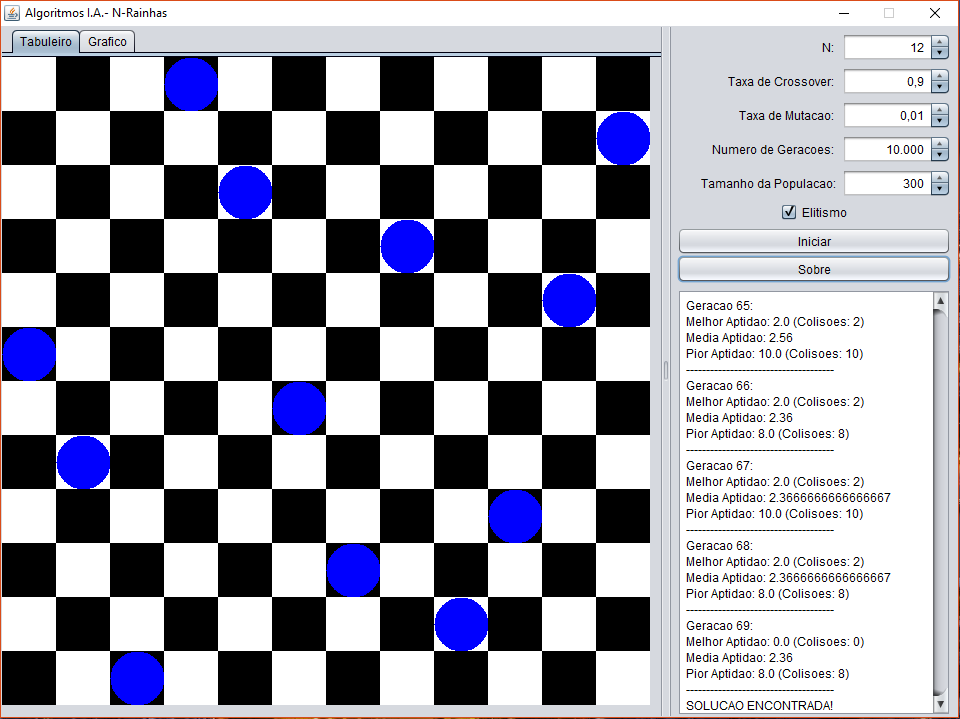 Algoritmos I.A.- N-Rainhas
Tabuleiro
Grafico
N:
12
Taxa de Crossover:
0,9
Taxa de Mutacao:
0,01
Numero de Geracoes:
10.000
Tamanho da Populacao:
300
Elitismo
Iniciar
Sobre
Geracao 65:
Melhor Aptidao: 2.0 (Colisoes: 2)
Media Aptidao: 2.56
Pior Aptidao: 10.0 (Colisoes: 10)
-------------------------------------
Geracao 66:
Melhor Aptidao: 2.0 (Colisoes: 2)
Media Aptidao: 2.36
Pior Aptidao: 8.0 (Colisoes: 8)
-------------------------------------
Geracao 67:
Melhor Aptidao: 2.0 (Colisoes: 2)
Media Aptidao: 2.3666666666666667
Pior Aptidao: 10.0 (Colisoes: 10)
-------------------------------------
Geracao 68:
Melhor Aptidao: 2.0 (Colisoes: 2)
Media Aptidao: 2.3666666666666667
Pior Aptidao: 8.0 (Colisoes: 8)
-------------------------------------
Geracao 69:
Melhor Aptidao: 0.0 (Colisoes: 0)
Media Aptidao: 2.36
Pior Aptidao: 8.0 (Colisoes: 8)
-------------------------------------
SOLUCAO ENCONTRADA!